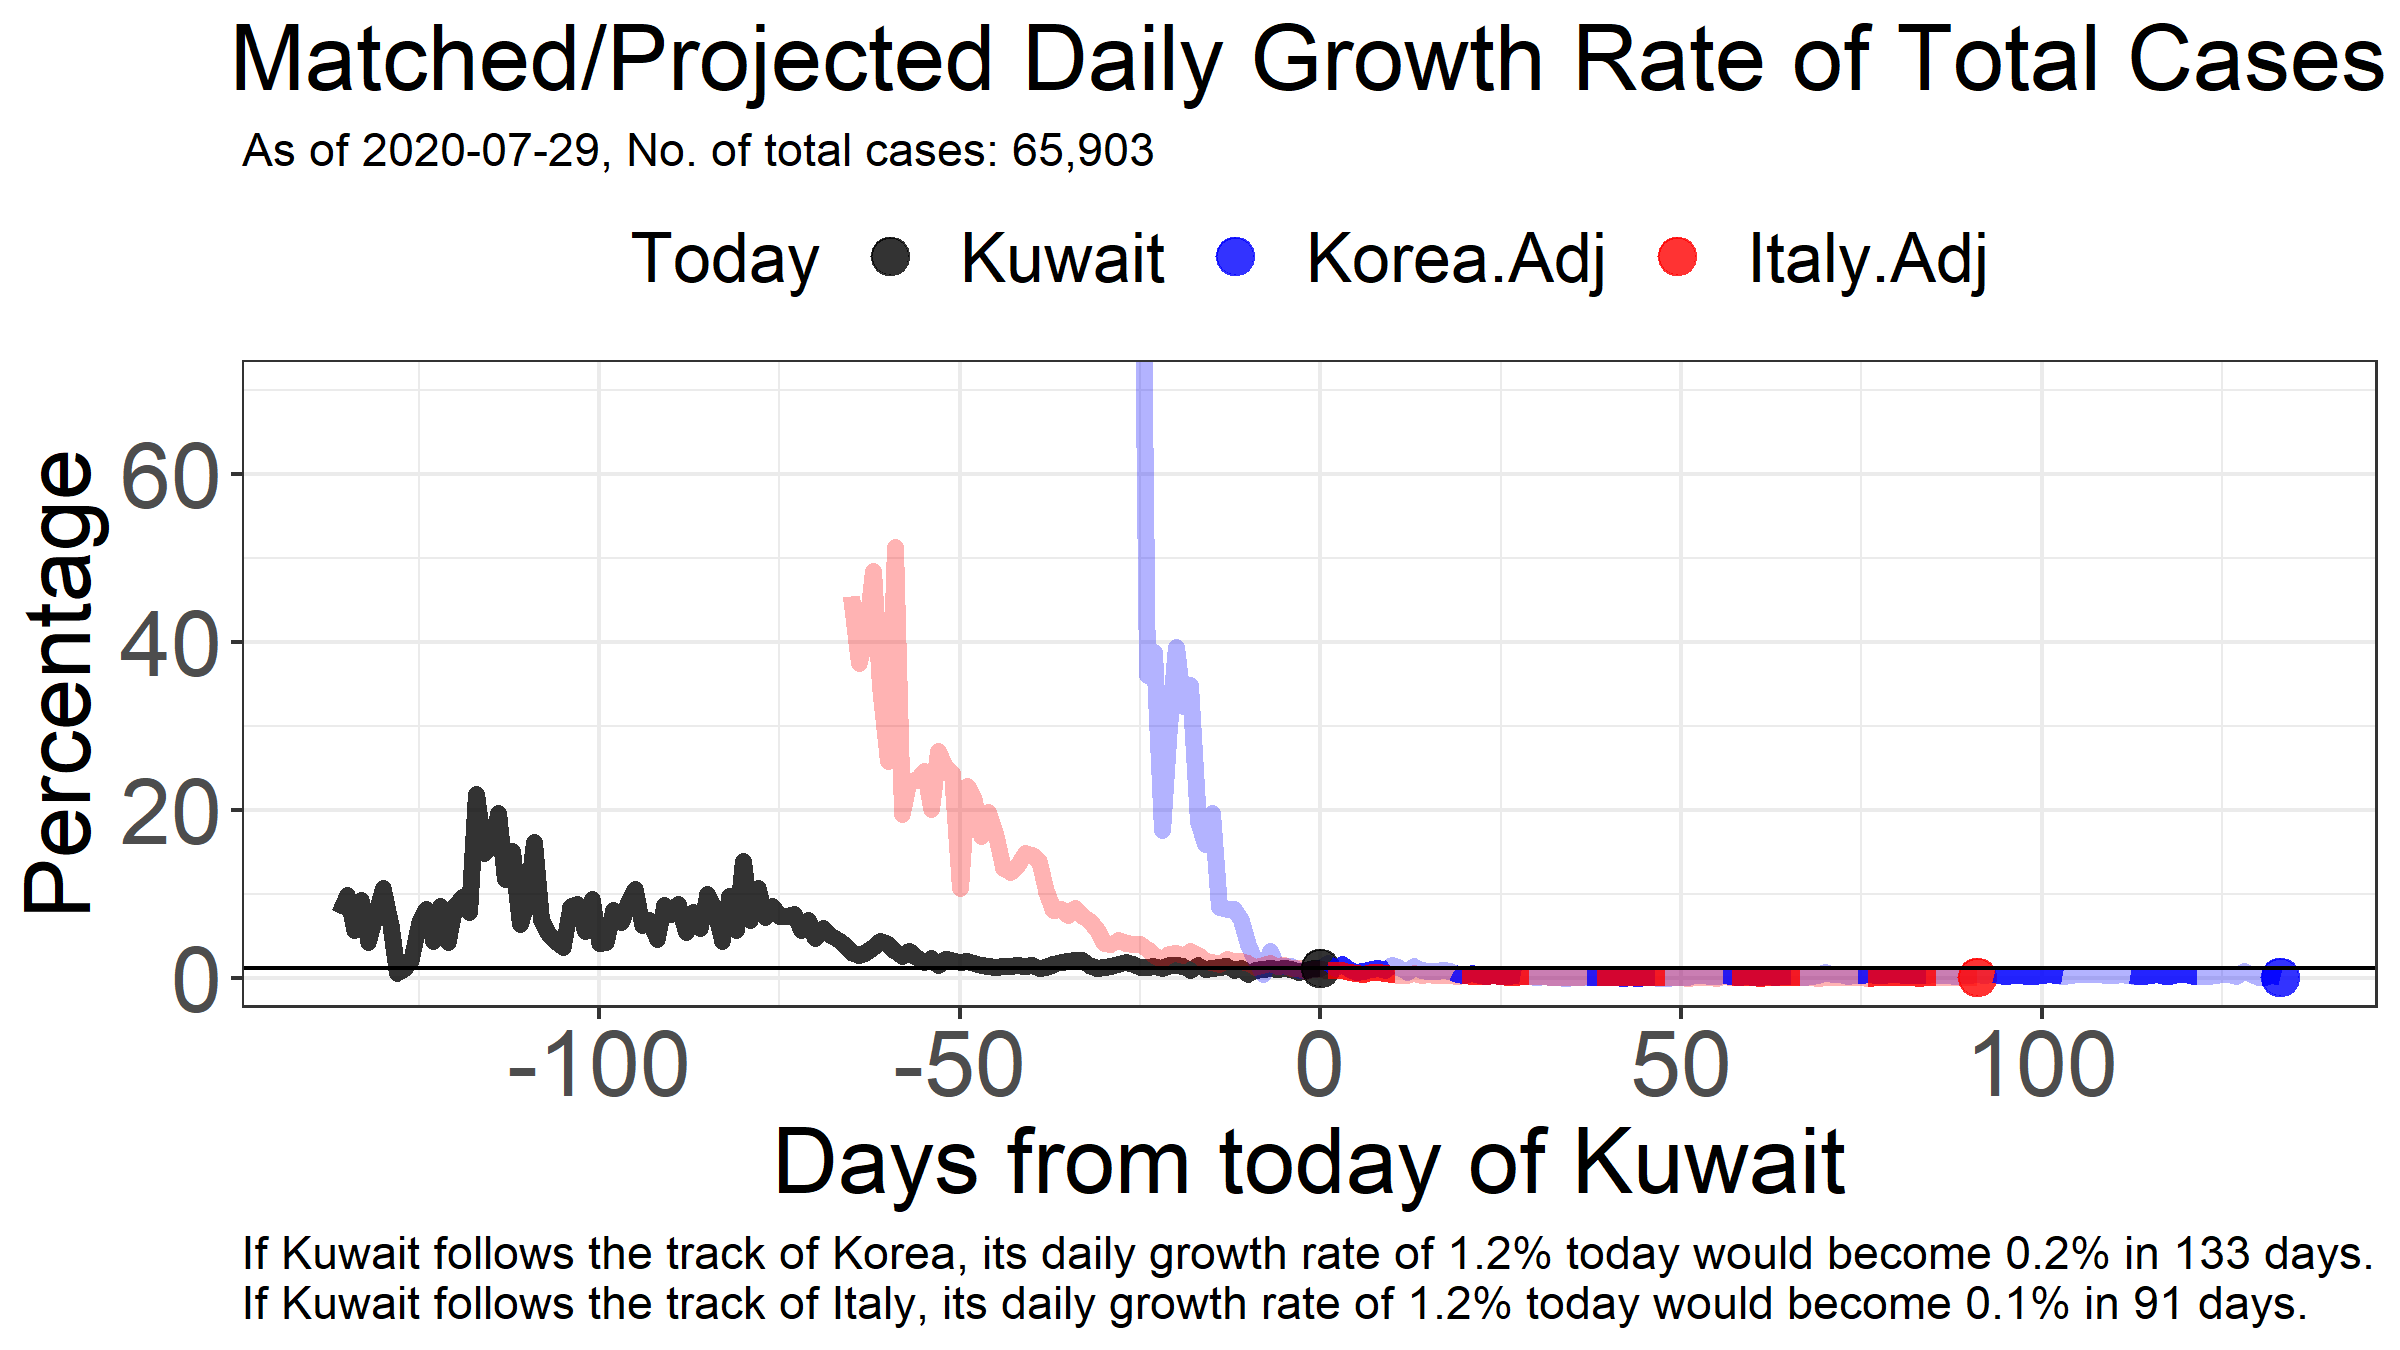 Matched/Projected Daily Growth Rate of Total Cases
As of 2020-07-29, No. of total cases: 65,903
Today Kuwait Korea.Adj Italy.Adj
Percentage
60
40
20
0
-100 -50 0 50 100
Days from today of Kuwait
If Kuwait follows the track of Korea, its daily growth rate of 1.2% today would become 0.2% in 133 days.
If Kuwait follows the track of Italy, its daily growth rate of 1.2% today would become 0.1% in 91 days.